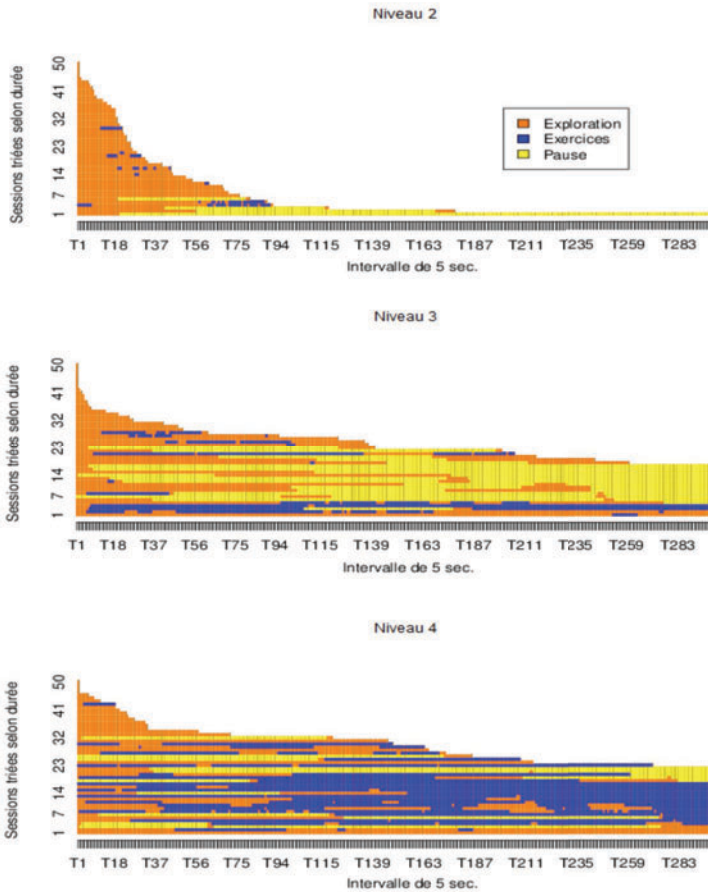 Niveau 2
Sessions triées selon durée
50
41
32
23
14
7
1
Exploration
Exercices
Pause
T1 T18 T37 T56 T75 T94 T115 T139 T163 T187 T211 T235 T259 T283
Intervalle de 5 sec.
Niveau 3
Sessions triées selon durée
50
41
32
23
14
7
1
T1 T18 T37 T56 T75 T94 T115 T139 T163 T187 T211 T235 T259 T283
Intervalle de 5 sec.
Niveau 4
Sessions triées selon durée
50
41
32
23
14
7
1
T1 T18 T37 T56 T75 T94 T115 T139 T163 T187 T211 T235 T259 T283
Intervalle de 5 sec.